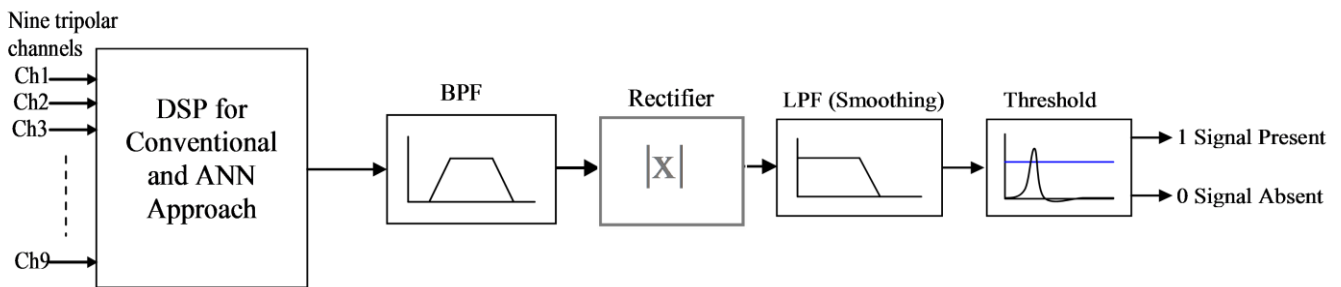 Nine tripolar
channels
Ch1
Ch2
Ch3
Ch9
DSP for
Conventional
and ANN
Approach
BPF
Rectifier
|X|
LPF (Smoothing)
Threshold
1 Signal Present
0 Signal Absent